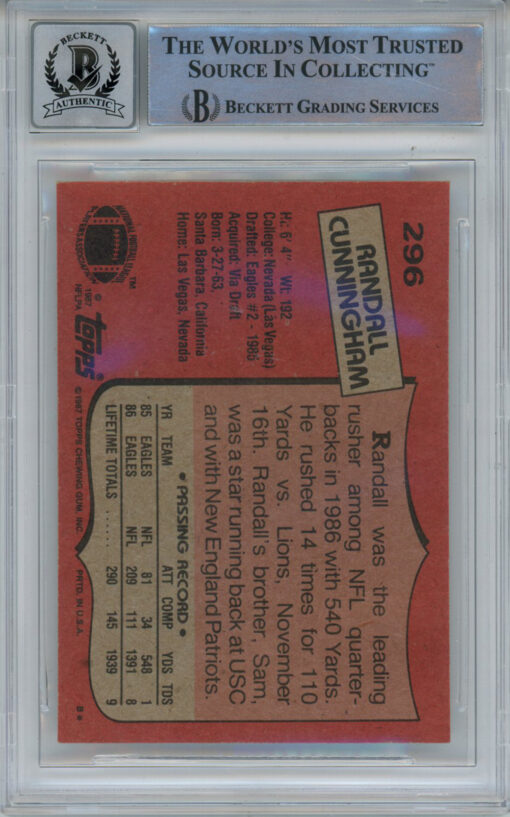 BECKETT
B
AUTHENTIC
THE WORLD'S MOST TRUSTED
SOURCE IN COLLECTING™
B BECKETT GRADING SERVICES
296
RANDALL
CUNNINGHAM
Ht: 6' 4" Wt: 192
College: Nevada (Las Vegas)
Drafted: Eagles #2 - 1985
Acquired: Via Draft
Born: 3-27-63,
Santa Barbara, California
Home: Las Vegas, Nevada
™
© 1987
NFLPA
topps®
©1987 TOPPS CHEWING GUM, INC.
PRTD. IN U.S.A.
B*
Randall was the leading
rusher among NFL quarter-
backs in 1986 with 540 Yards.
He rushed 14 times for 110
Yards vs. Lions, November
16th. Randall's brother, Sam,
was a star running back at USC
and with New England Patriots.
• PASSING RECORD •
YR TEAM ATT COMP YDS TDS
85 EAGLES NFL 81 34 548 1
86 EAGLES NFL 209 111 1391 8
LIFETIME TOTALS ...... 290 145 1939 9